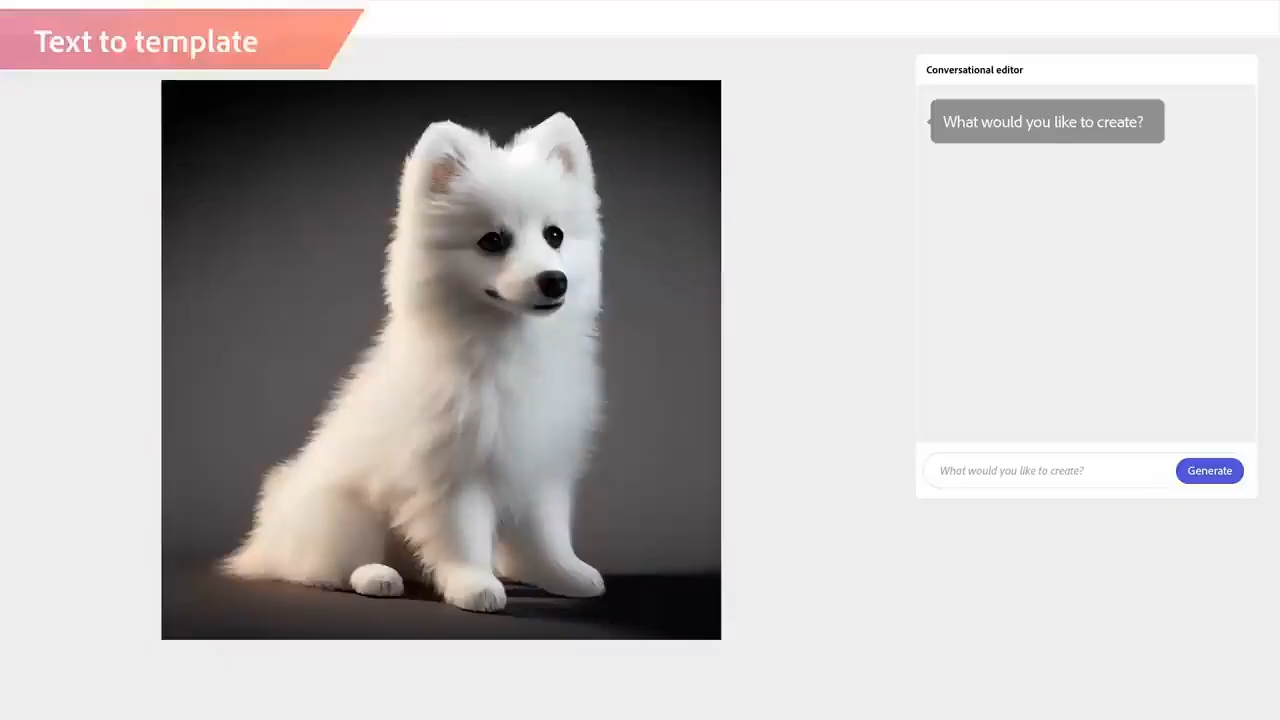 Text to template
Conversational editor
What would you like to create?
What would you like to create?
Generate